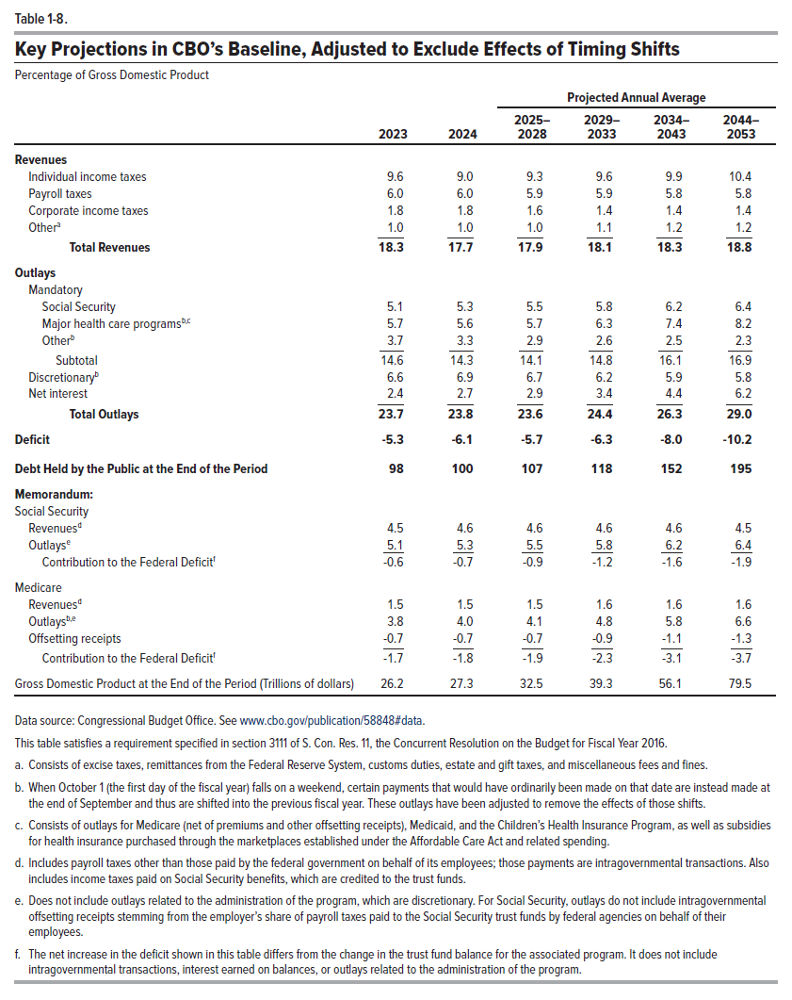 Table 1-8.
Key Projections in CBO’s Baseline, Adjusted to Exclude Effects of Timing Shifts
Percentage of Gross Domestic Product
Projected Annual Average
2023 2024 2025–2028 2029–2033 2034–2043 2044–2053
Revenues
Individual income taxes 9.6 9.0 9.3 9.6 9.9 10.4
Payroll taxes 6.0 6.0 5.9 5.9 5.8 5.8
Corporate income taxes 1.8 1.8 1.6 1.4 1.4 1.4
Otherᵃ 1.0 1.0 1.0 1.1 1.2 1.2
Total Revenues 18.3 17.7 17.9 18.1 18.3 18.8
Outlays
Mandatory
Social Security 5.1 5.3 5.5 5.8 6.2 6.4
Major health care programsᵇ,ᶜ 5.7 5.6 5.7 6.3 7.4 8.2
Otherᵇ 3.7 3.3 2.9 2.6 2.5 2.3
Subtotal 14.6 14.3 14.1 14.8 16.1 16.9
Discretionaryᵇ 6.6 6.9 6.7 6.2 5.9 5.8
Net interest 2.4 2.7 2.9 3.4 4.4 6.2
Total Outlays 23.7 23.8 23.6 24.4 26.3 29.0
Deficit -5.3 -6.1 -5.7 -6.3 -8.0 -10.2
Debt Held by the Public at the End of the Period 98 100 107 118 152 195
Memorandum:
Social Security
Revenuesᵈ 4.5 4.6 4.6 4.6 4.6 4.5
Outlaysᵉ 5.1 5.3 5.5 5.8 6.2 6.4
Contribution to the Federal Deficitᶠ -0.6 -0.7 -0.9 -1.2 -1.6 -1.9
Medicare
Revenuesᵈ 1.5 1.5 1.5 1.6 1.6 1.6
Outlaysᵇ,ᵉ 3.8 4.0 4.1 4.8 5.8 6.6
Offsetting receipts -0.7 -0.7 -0.7 -0.9 -1.1 -1.3
Contribution to the Federal Deficitᶠ -1.7 -1.8 -1.9 -2.3 -3.1 -3.7
Gross Domestic Product at the End of the Period (Trillions of dollars) 26.2 27.3 32.5 39.3 56.1 79.5
Data source: Congressional Budget Office. See www.cbo.gov/publication/58848#data.
This table satisfies a requirement specified in section 3111 of S. Con. Res. 11, the Concurrent Resolution on the Budget for Fiscal Year 2016.
a. Consists of excise taxes, remittances from the Federal Reserve System, customs duties, estate and gift taxes, and miscellaneous fees and fines.
b. When October 1 (the first day of the fiscal year) falls on a weekend, certain payments that would have ordinarily been made on that date are instead made at
the end of September and thus are shifted into the previous fiscal year. These outlays have been adjusted to remove the effects of those shifts.
c. Consists of outlays for Medicare (net of premiums and other offsetting receipts), Medicaid, and the Children’s Health Insurance Program, as well as subsidies
for health insurance purchased through the marketplaces established under the Affordable Care Act and related spending.
d. Includes payroll taxes other than those paid by the federal government on behalf of its employees; those payments are intragovernmental transactions. Also
includes income taxes paid on Social Security benefits, which are credited to the trust funds.
e. Does not include outlays related to the administration of the program, which are discretionary. For Social Security, outlays do not include intragovernmental
offsetting receipts stemming from the employer’s share of payroll taxes paid to the Social Security trust funds by federal agencies on behalf of their
employees.
f. The net increase in the deficit shown in this table differs from the change in the trust fund balance for the associated program. It does not include
intragovernmental transactions, interest earned on balances, or outlays related to the administration of the program.